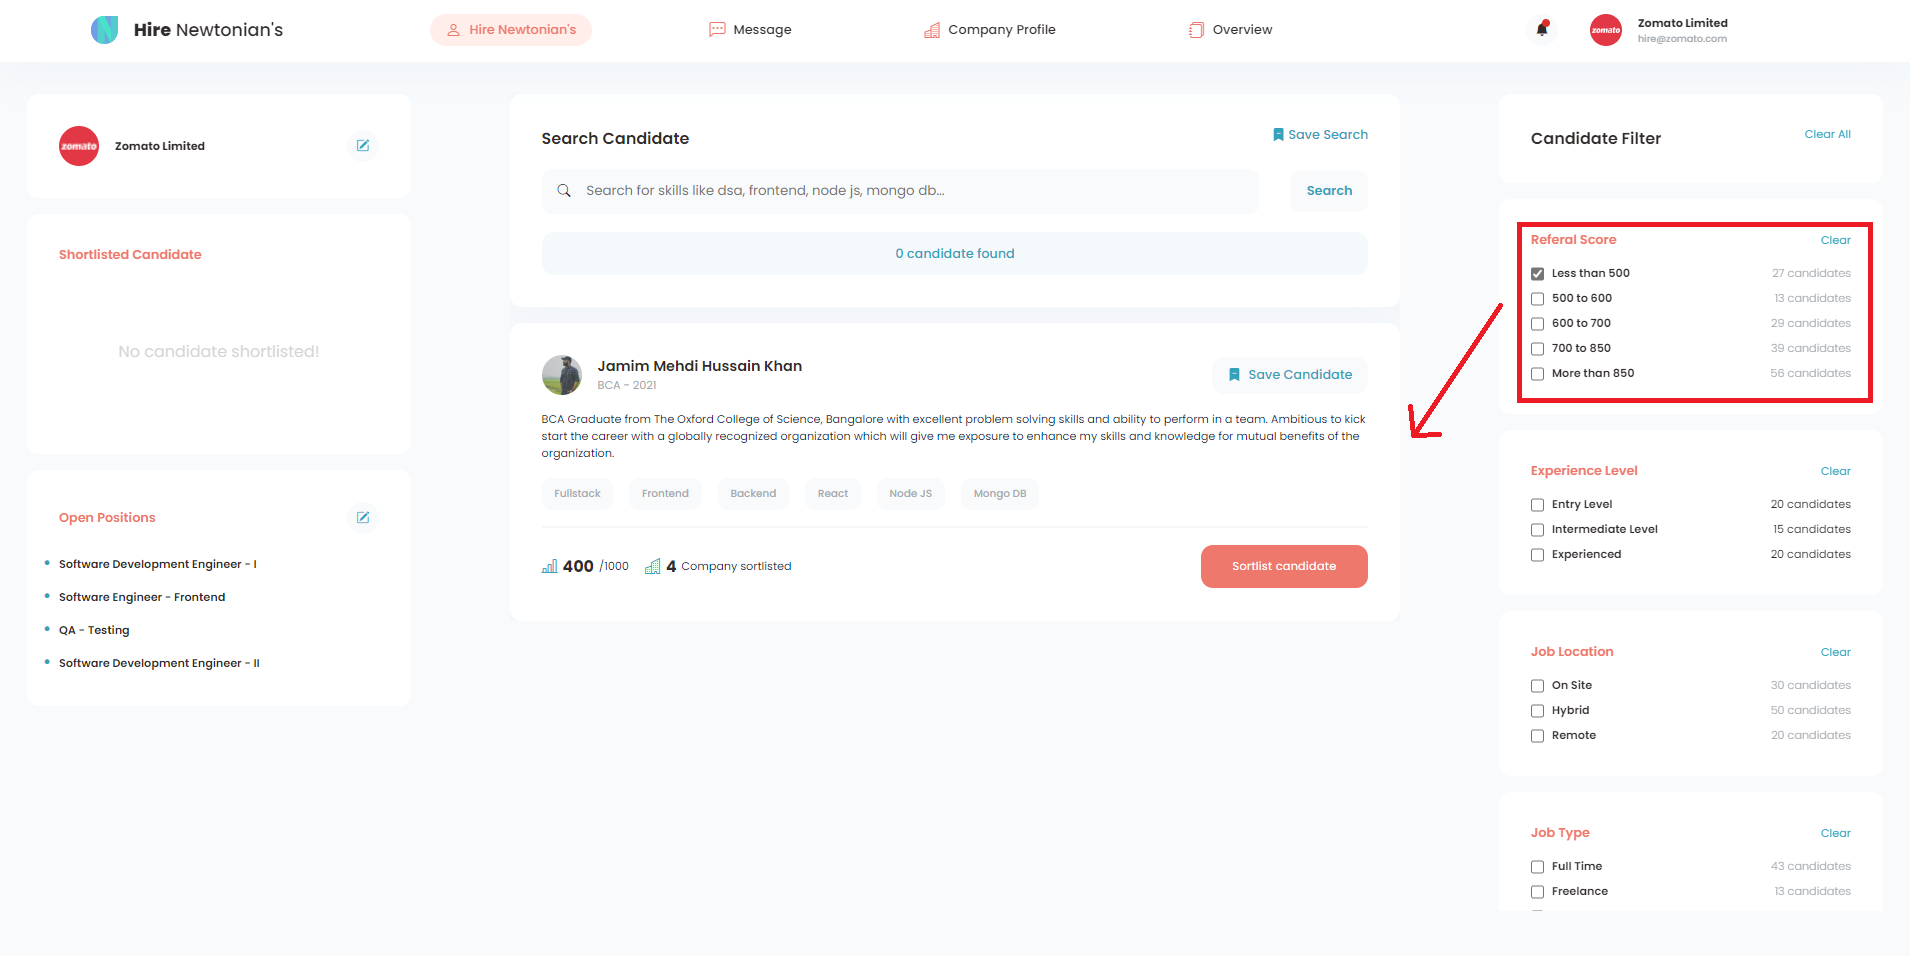 Hire Newtonian's
Hire Newtonian's
Message
Company Profile
Overview
zomato
Zomato Limited
hire@zomato.com
zomato
Zomato Limited
Shortlisted Candidate
No candidate shortlisted!
Open Positions
Software Development Engineer - I
Software Engineer - Frontend
QA - Testing
Software Development Engineer - II
Search Candidate
Save Search
Search for skills like dsa, frontend, node js, mongo db...
Search
0 candidate found
Jamim Mehdi Hussain Khan
BCA - 2021
Save Candidate
BCA Graduate from The Oxford College of Science, Bangalore with excellent problem solving skills and ability to perform in a team. Ambitious to kick
start the career with a globally recognized organization which will give me exposure to enhance my skills and knowledge for mutual benefits of the
organization.
Fullstack
Frontend
Backend
React
Node JS
Mongo DB
400 /1000
4 Company sortlisted
Sortlist candidate
Candidate Filter
Clear All
Referal Score
Clear
Less than 500 27 candidates
500 to 600 13 candidates
600 to 700 29 candidates
700 to 850 39 candidates
More than 850 56 candidates
Experience Level
Clear
Entry Level 20 candidates
Intermediate Level 15 candidates
Experienced 20 candidates
Job Location
Clear
On Site 30 candidates
Hybrid 50 candidates
Remote 20 candidates
Job Type
Clear
Full Time 43 candidates
Freelance 13 candidates